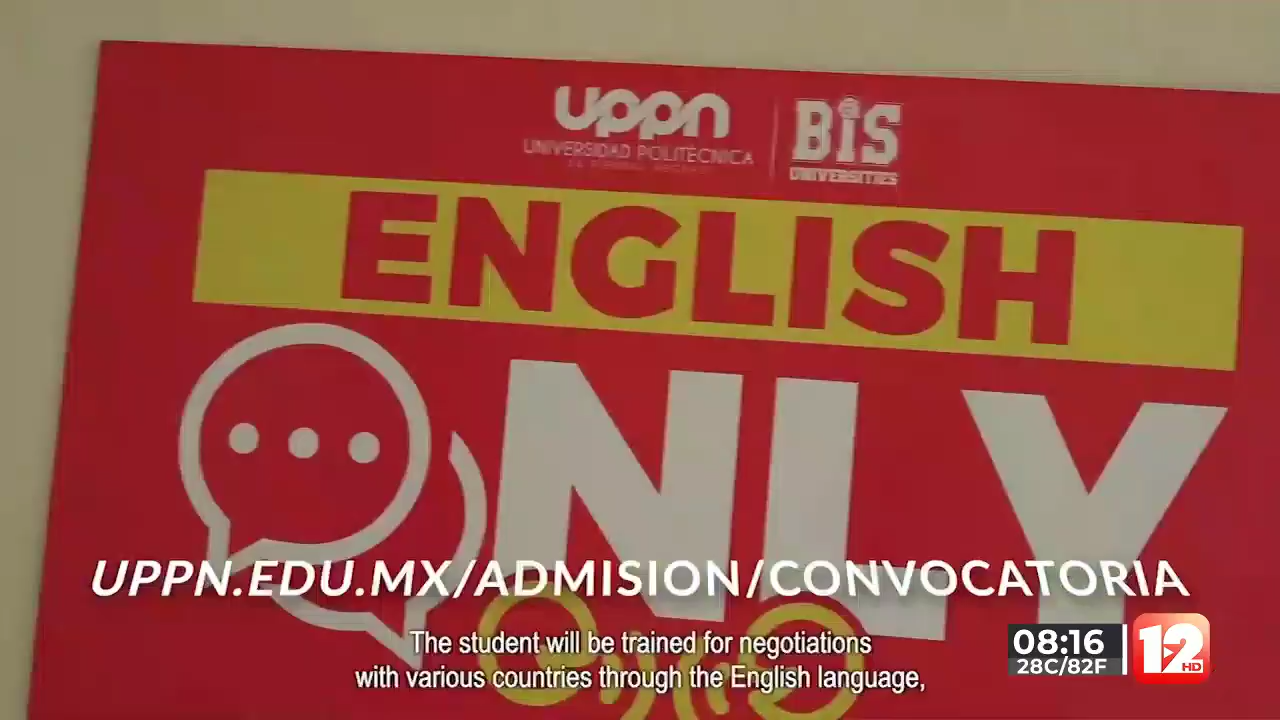 uppn
UNIVERSIDAD POLITÉCNICA
BIS
UNIVERSITIES
ENGLISH
ONLY
UPPN.EDU.MX/ADMISION/CONVOCATORIA
The student will be trained for negotiations
with various countries through the English language,
08:16
28C/82F
12
HD